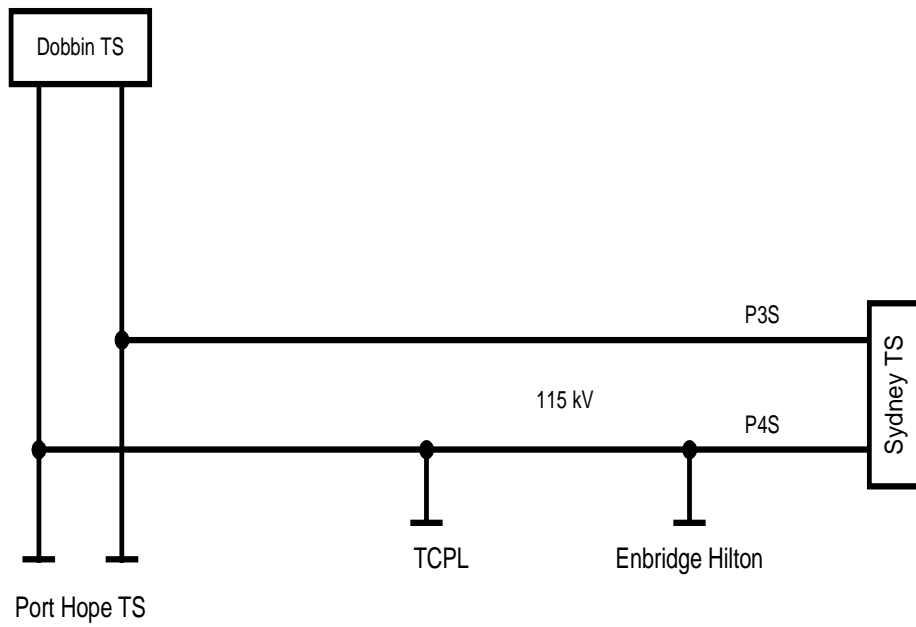 Dobbin TS
P3S
115 kV
P4S
Sydney TS
TCPL
Enbridge Hilton
Port Hope TS